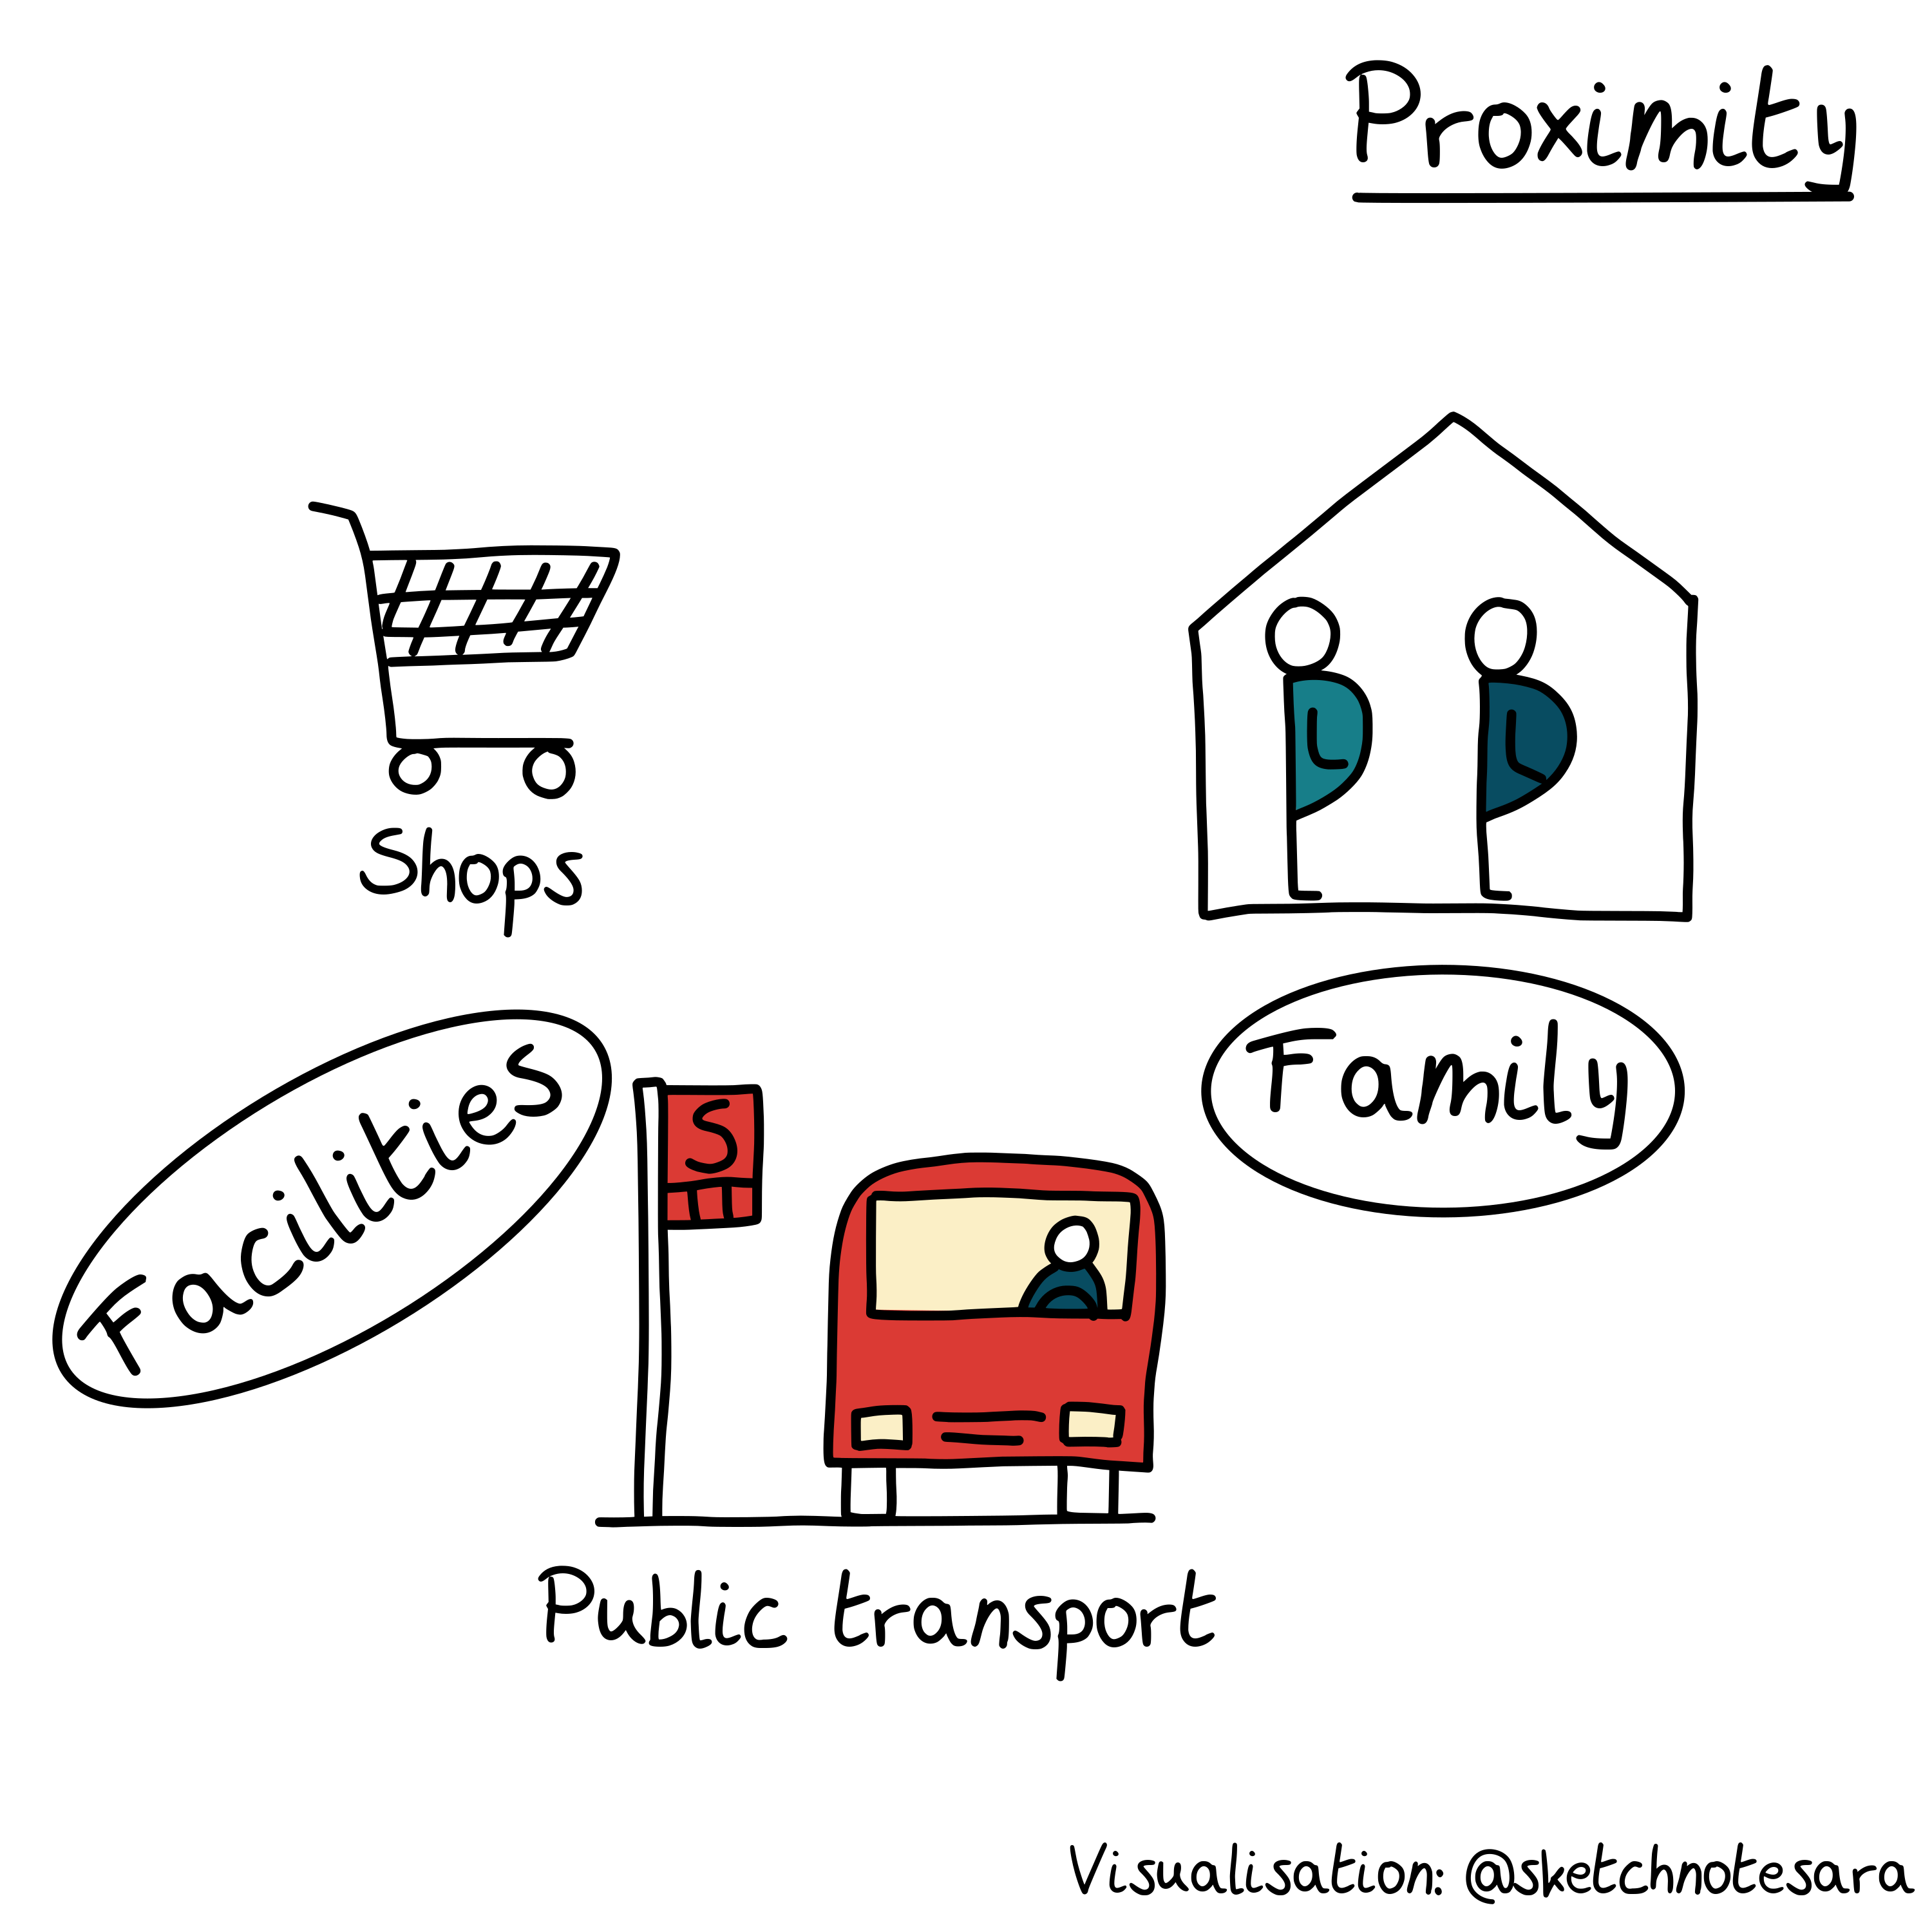 Proximity
Shops
Family
Facilities
S
Public transport
Visualisation: @sketchnotesara